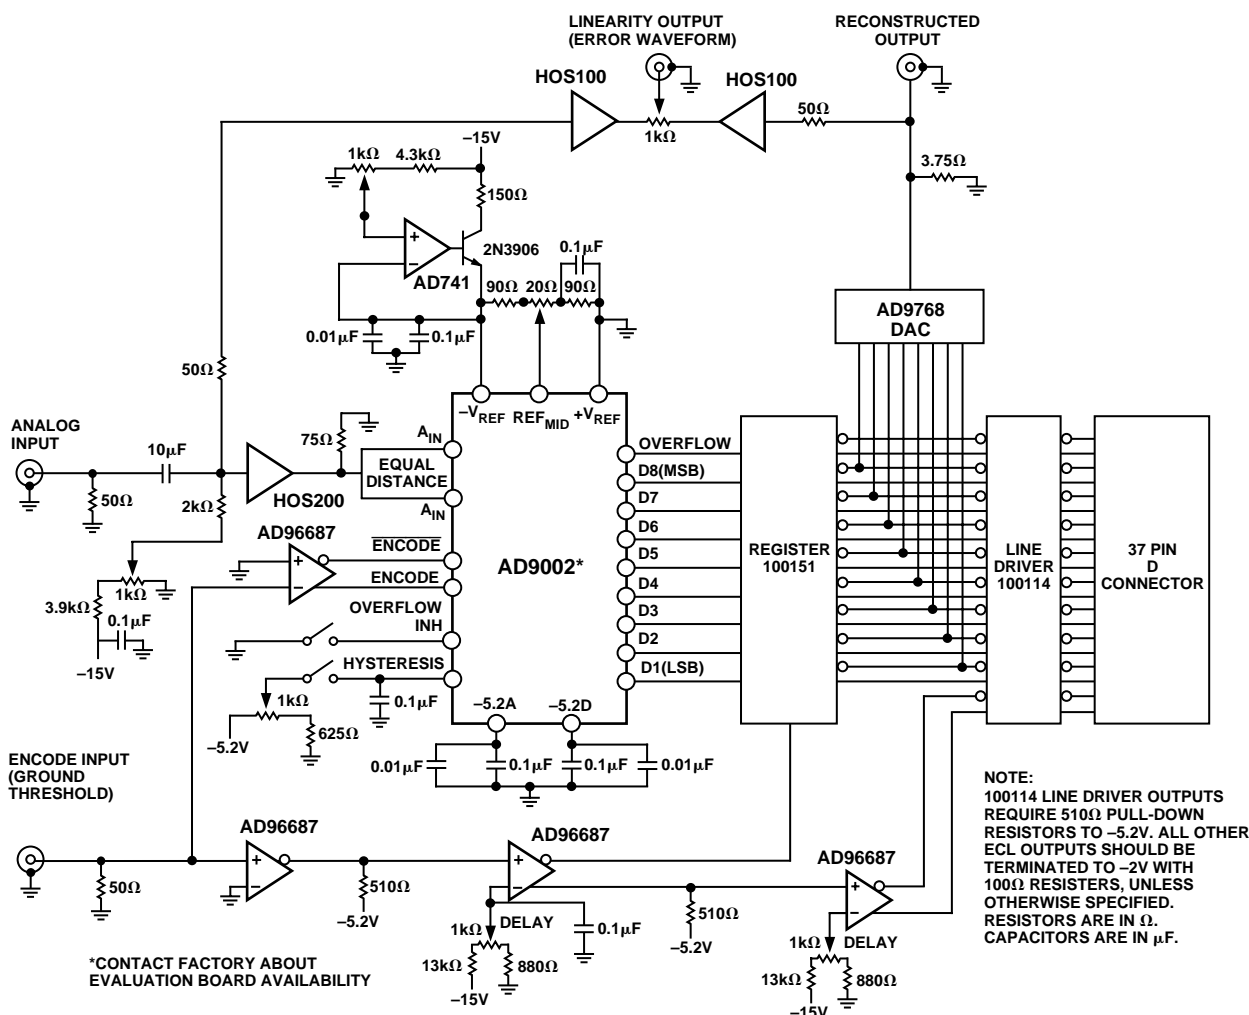 LINEARITY OUTPUT
(ERROR WAVEFORM)
RECONSTRUCTED
OUTPUT
HOS100
HOS100
50Ω
1kΩ
–15V
1kΩ
4.3kΩ
3.75Ω
150Ω
+
–
2N3906
0.1μF
AD741
90Ω
20Ω
90Ω
AD9768
DAC
0.01μF
0.1μF
50Ω
–VREF
REFMID
+VREF
ANALOG
INPUT
10μF
75Ω
AIN
EQUAL
DISTANCE
AIN
HOS200
50Ω
2kΩ
OVERFLOW
D8(MSB)
D7
D6
D5
D4
D3
D2
D1(LSB)
REGISTER
100151
LINE
DRIVER
100114
37 PIN
D
CONNECTOR
AD96687
+
–
ENCODE
ENCODE
AD9002*
1kΩ
3.9kΩ
0.1μF
–15V
OVERFLOW
INH
HYSTERESIS
1kΩ
0.1μF
–5.2V
625Ω
–5.2A
–5.2D
0.01μF
0.1μF
0.1μF
0.01μF
ENCODE INPUT
(GROUND
THRESHOLD)
NOTE:
100114 LINE DRIVER OUTPUTS
REQUIRE 510Ω PULL-DOWN
RESISTORS TO –5.2V. ALL OTHER
ECL OUTPUTS SHOULD BE
TERMINATED TO –2V WITH
100Ω RESISTERS, UNLESS
OTHERWISE SPECIFIED.
RESISTORS ARE IN Ω.
CAPACITORS ARE IN μF.
AD96687
+
–
50Ω
510Ω
–5.2V
AD96687
+
–
1kΩ
DELAY
0.1μF
13kΩ
880Ω
–15V
510Ω
–5.2V
AD96687
+
–
1kΩ
DELAY
13kΩ
880Ω
–15V
*CONTACT FACTORY ABOUT
EVALUATION BOARD AVAILABILITY